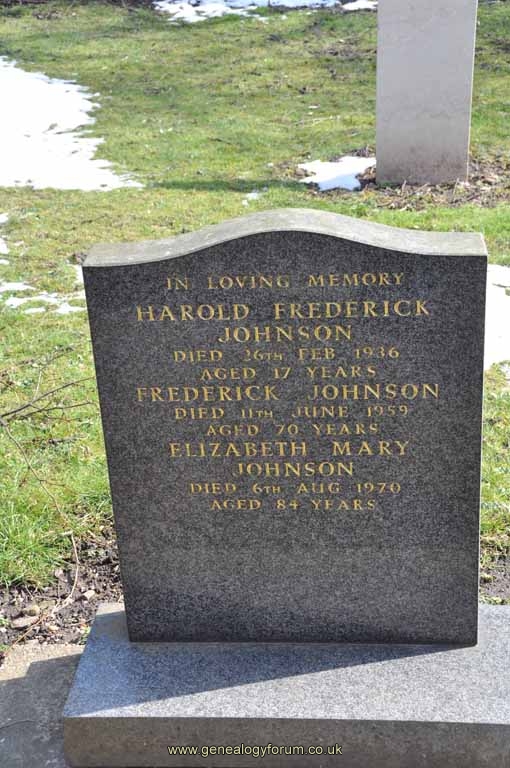 IN LOVING MEMORY
HAROLD FREDERICK
JOHNSON
DIED 26TH FEB 1936
AGED 17 YEARS
FREDERICK JOHNSON
DIED 11TH JUNE 1959
AGED 70 YEARS
ELIZABETH MARY
JOHNSON
DIED 6TH AUG 1970
AGED 84 YEARS
www.genealogyforum.co.uk